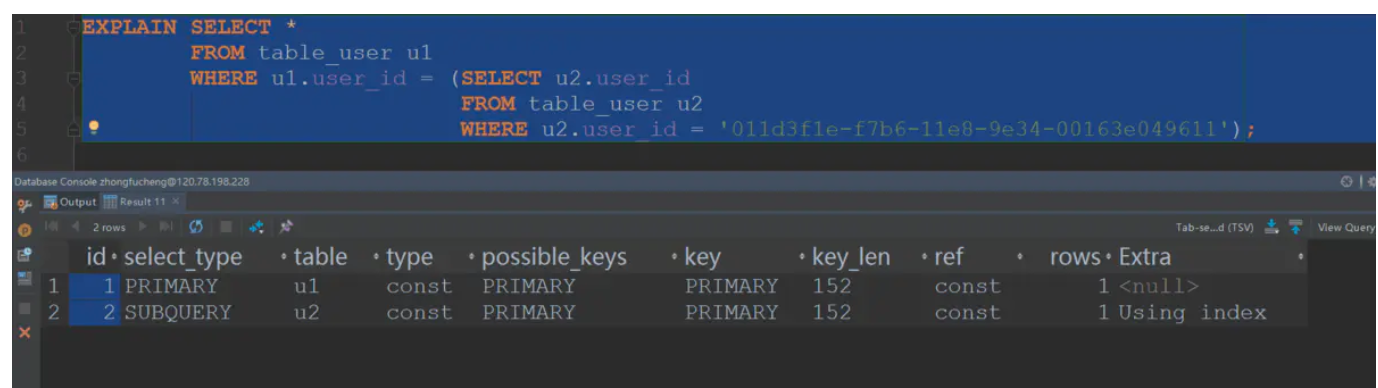 1 EXPLAIN SELECT *
2 FROM table_user u1
3 WHERE u1.user_id = (SELECT u2.user_id
4 FROM table_user u2
5 WHERE u2.user_id = '011d3f1e-f7b6-11e8-9e34-00163e049611');
6
Database Console zhongfucheng@120.78.198.228
Output Result 11 ×
2 rows Tab-se...d (TSV) View Query
id select_type table type possible_keys key key_len ref rows Extra
1 1 PRIMARY u1 const PRIMARY PRIMARY 152 const 1 <null>
2 2 SUBQUERY u2 const PRIMARY PRIMARY 152 const 1 Using index